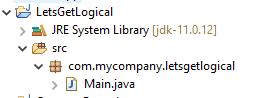 LetsGetLogical
JRE System Library [jdk-11.0.12]
src
com.mycompany.letsgetlogical
Main.java